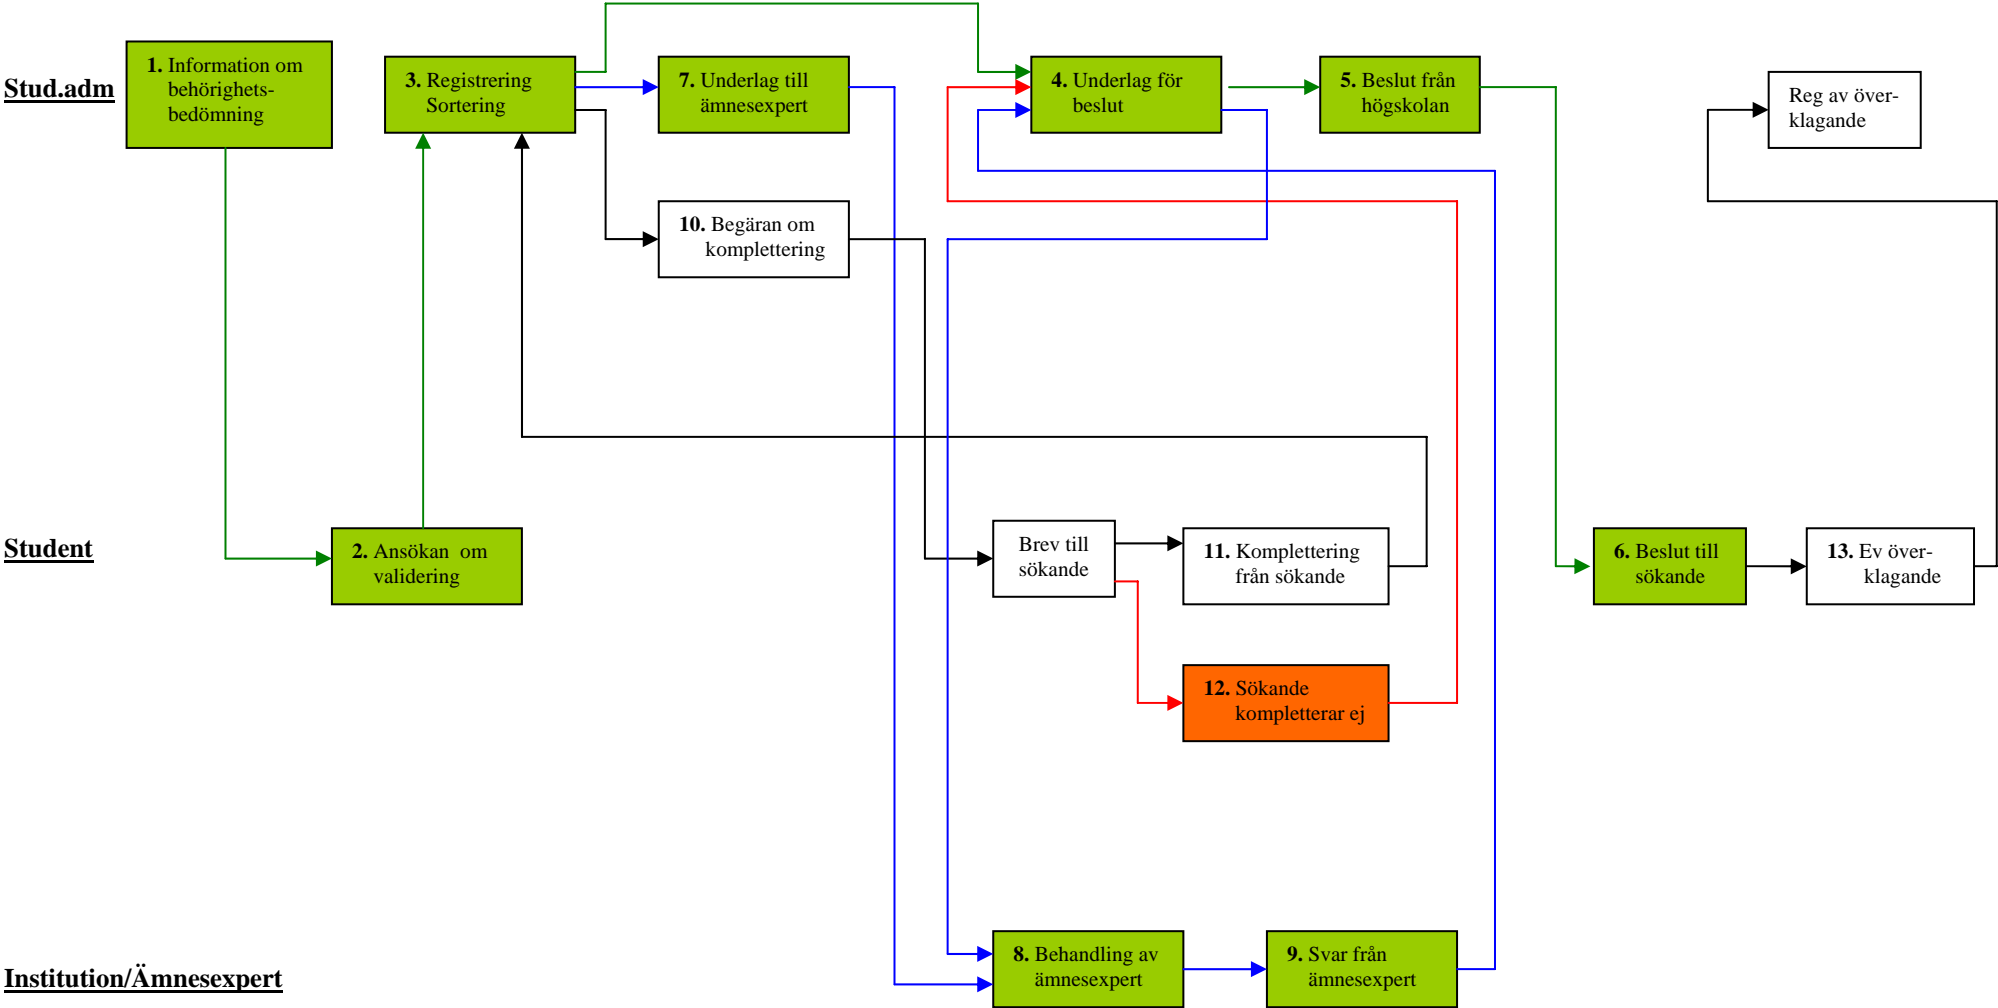 Stud.adm
1. Information om
behörighets-
bedömning
3. Registrering
Sortering
7. Underlag till
ämnesexpert
4. Underlag för
beslut
5. Beslut från
högskolan
Reg av över-
klagande
10. Begäran om
komplettering
Student
2. Ansökan om
validering
Brev till
sökande
11. Komplettering
från sökande
6. Beslut till
sökande
13. Ev över-
klagande
12. Sökande
kompletterar ej
Institution/Ämnesexpert
8. Behandling av
ämnesexpert
9. Svar från
ämnesexpert